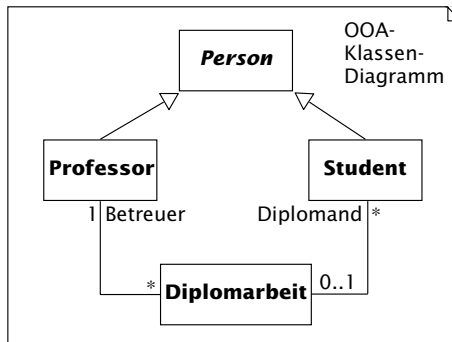 OOA-
Klassen-
Diagramm
Person
Professor
Student
1 Betreuer
Diplomand *
* Diplomarbeit 0..1